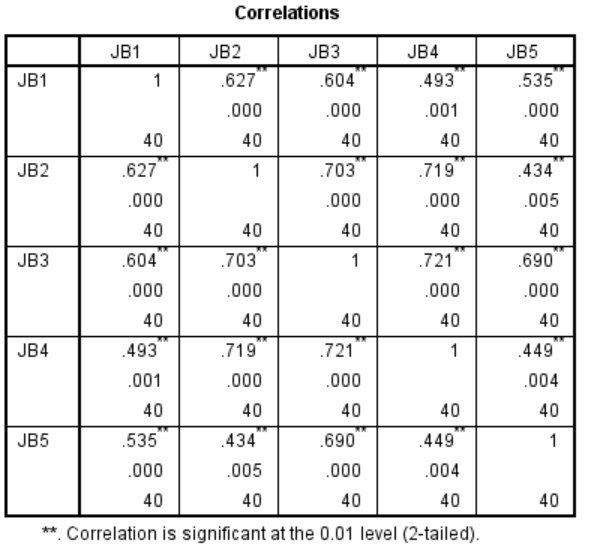 Correlations
JB1 JB2 JB3 JB4 JB5
JB1 1 .627** .604** .493** .535**
.000 .000 .001 .000
40 40 40 40 40
JB2 .627** 1 .703** .719** .434**
.000 .000 .000 .005
40 40 40 40 40
JB3 .604** .703** 1 .721** .690**
.000 .000 .000 .000
40 40 40 40 40
JB4 .493** .719** .721** 1 .449**
.001 .000 .000 .004
40 40 40 40 40
JB5 .535** .434** .690** .449** 1
.000 .005 .000 .004
40 40 40 40 40
**. Correlation is significant at the 0.01 level (2-tailed).